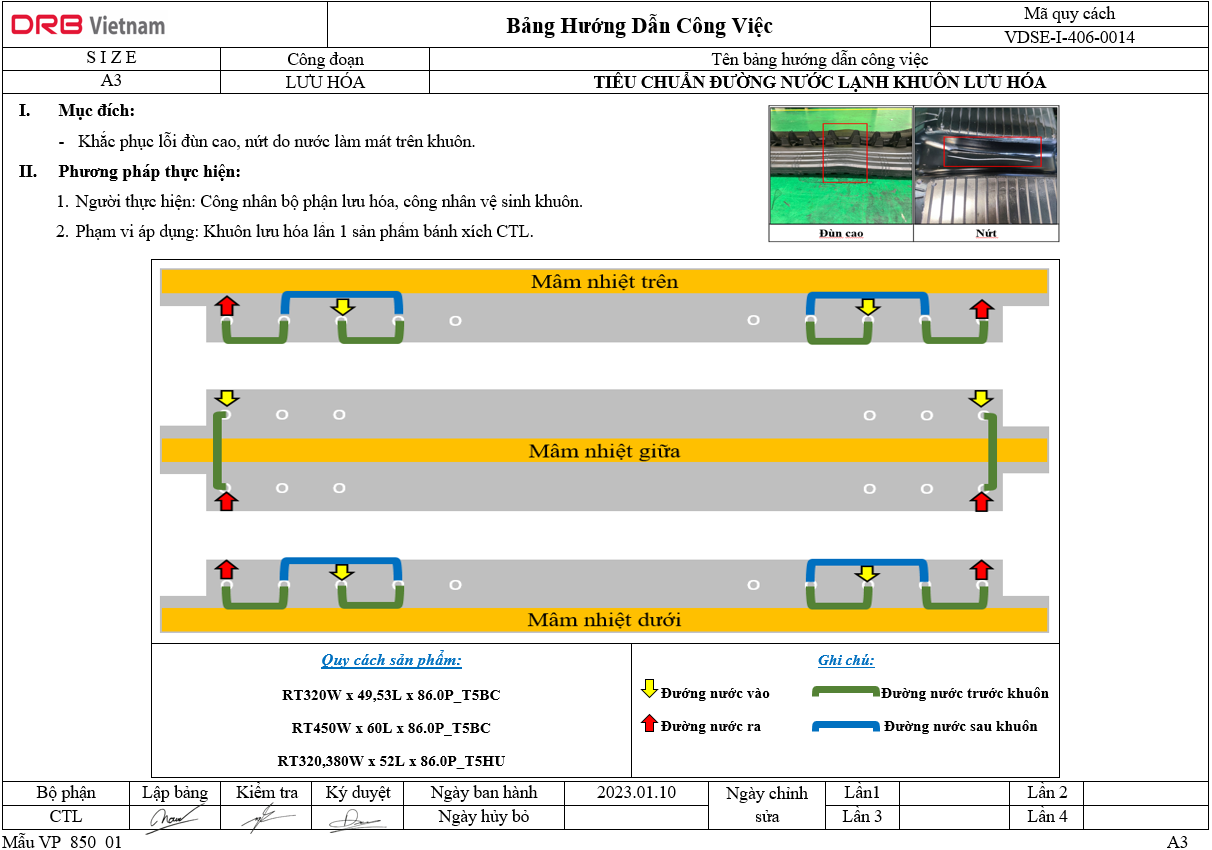 DRB Vietnam
Bảng Hướng Dẫn Công Việc
Mã quy cách
VDSE-I-406-0014
S I Z E
Công đoạn
Tên bảng hướng dẫn công việc
A3
LƯU HÓA
TIÊU CHUẨN ĐƯỜNG NƯỚC LẠNH KHUÔN LƯU HÓA
I. Mục đích:
- Khắc phục lỗi đùn cao, nứt do nước làm mát trên khuôn.
II. Phương pháp thực hiện:
1. Người thực hiện: Công nhân bộ phận lưu hóa, công nhân vệ sinh khuôn.
2. Phạm vi áp dụng: Khuôn lưu hóa lần 1 sản phẩm bánh xích CTL.
Đùn cao
Nứt
Mâm nhiệt trên
Mâm nhiệt giữa
Mâm nhiệt dưới
Quy cách sản phẩm:
RT320W x 49,53L x 86.0P_T5BC
RT450W x 60L x 86.0P_T5BC
RT320,380W x 52L x 86.0P_T5HU
Ghi chú:
Đướng nước vào
Đường nước trước khuôn
Đường nước ra
Đường nước sau khuôn
Bộ phận
Lập bảng
Kiểm tra
Ký duyệt
Ngày ban hành
2023.01.10
Ngày chỉnh sửa
Lần1
Lần 2
CTL
Ngày hủy bỏ
Lần 3
Lần 4
Mẫu VP_850_01
A3